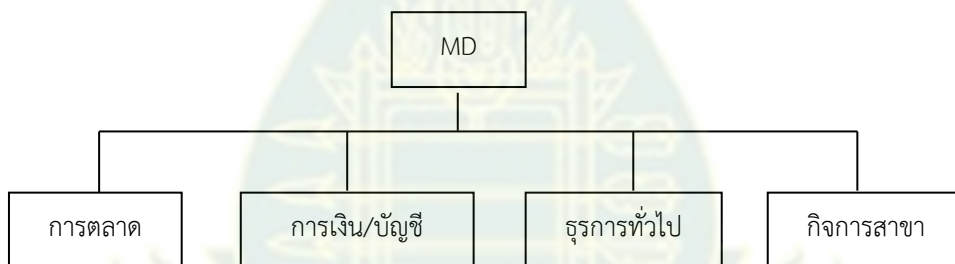 MD
การตลาด
การเงิน/บัญชี
ธุรการทั่วไป
กิจการสาขา